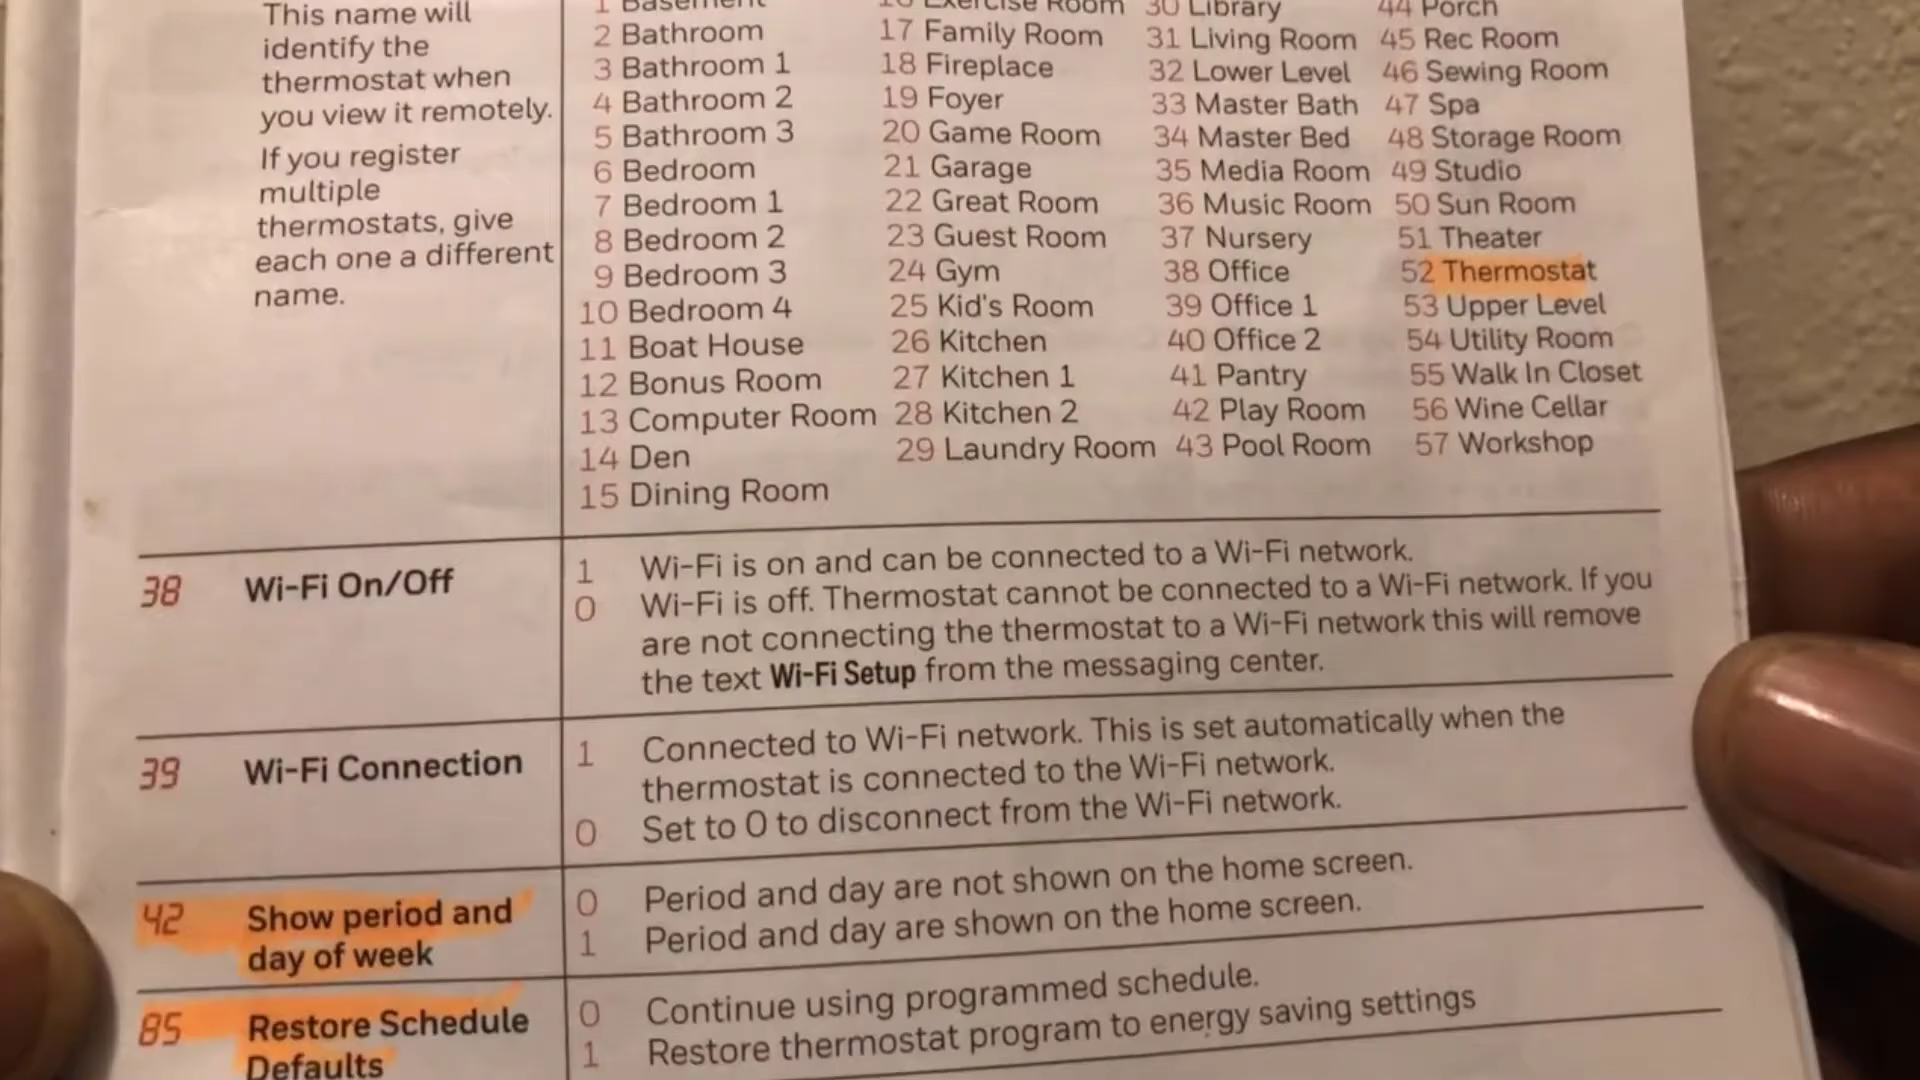 This name will
identify the
thermostat when
you view it remotely.
If you register
multiple
thermostats, give
each one a different
name.
1 Basement
2 Bathroom
3 Bathroom 1
4 Bathroom 2
5 Bathroom 3
6 Bedroom
7 Bedroom 1
8 Bedroom 2
9 Bedroom 3
10 Bedroom 4
11 Boat House
12 Bonus Room
13 Computer Room
14 Den
15 Dining Room
16 Exercise Room
17 Family Room
18 Fireplace
19 Foyer
20 Game Room
21 Garage
22 Great Room
23 Guest Room
24 Gym
25 Kid's Room
26 Kitchen
27 Kitchen 1
28 Kitchen 2
29 Laundry Room
30 Library
31 Living Room
32 Lower Level
33 Master Bath
34 Master Bed
35 Media Room
36 Music Room
37 Nursery
38 Office
39 Office 1
40 Office 2
41 Pantry
42 Play Room
43 Pool Room
44 Porch
45 Rec Room
46 Sewing Room
47 Spa
48 Storage Room
49 Studio
50 Sun Room
51 Theater
52 Thermostat
53 Upper Level
54 Utility Room
55 Walk In Closet
56 Wine Cellar
57 Workshop
38 Wi-Fi On/Off
1 Wi-Fi is on and can be connected to a Wi-Fi network.
0 Wi-Fi is off. Thermostat cannot be connected to a Wi-Fi network. If you
are not connecting the thermostat to a Wi-Fi network this will remove
the text Wi-Fi Setup from the messaging center.
39 Wi-Fi Connection
1 Connected to Wi-Fi network. This is set automatically when the
thermostat is connected to the Wi-Fi network.
0 Set to 0 to disconnect from the Wi-Fi network.
42 Show period and
day of week
0 Period and day are not shown on the home screen.
1 Period and day are shown on the home screen.
85 Restore Schedule
Defaults
0 Continue using programmed schedule.
1 Restore thermostat program to energy saving settings